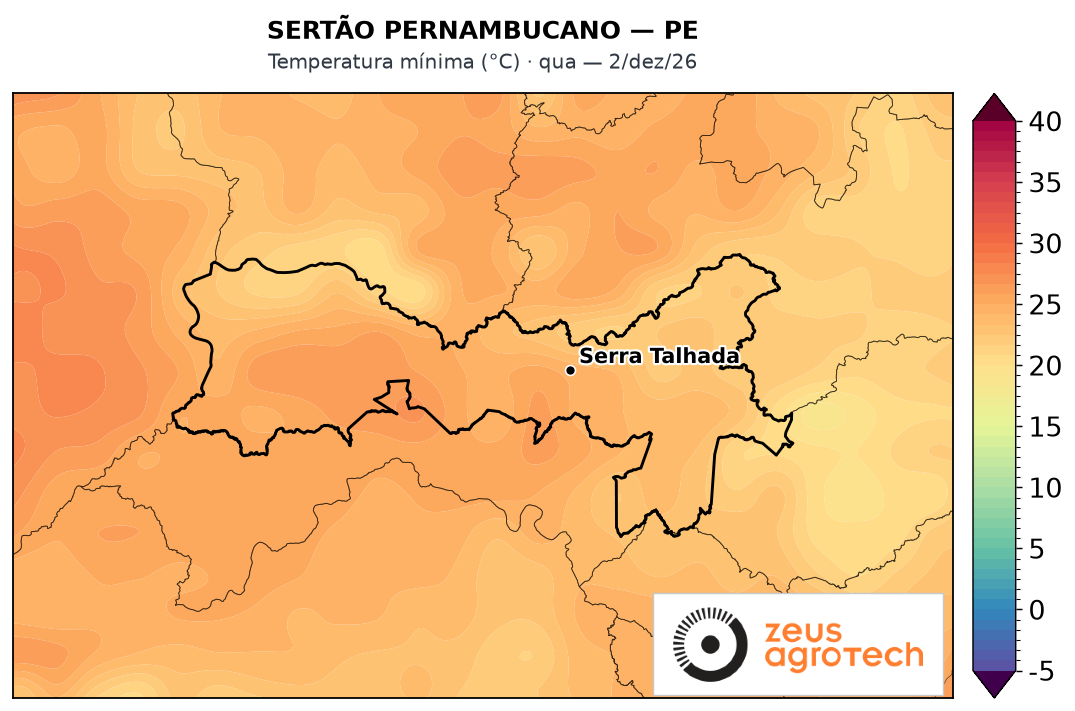 SERTÃO PERNAMBUCANO — PE
Temperatura mínima (°C) · qua — 2/dez/26
40
35
30
25
20
15
10
5
0
-5
Serra Talhada
zeus
agrotech